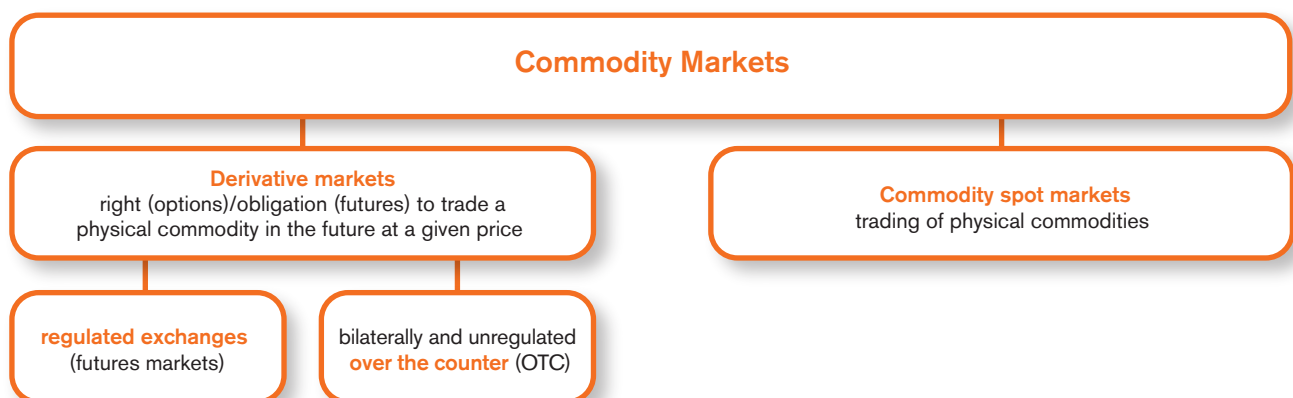 Commodity Markets
Derivative markets
right (options)/obligation (futures) to trade a
physical commodity in the future at a given price
Commodity spot markets
trading of physical commodities
regulated exchanges
(futures markets)
bilaterally and unregulated
over the counter (OTC)